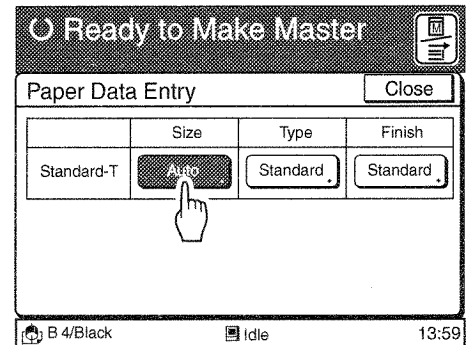 Ready to Make Master
M
Paper Data Entry Close
Size Type Finish
Standard-T Auto Standard Standard
B 4/Black Idle 13:59